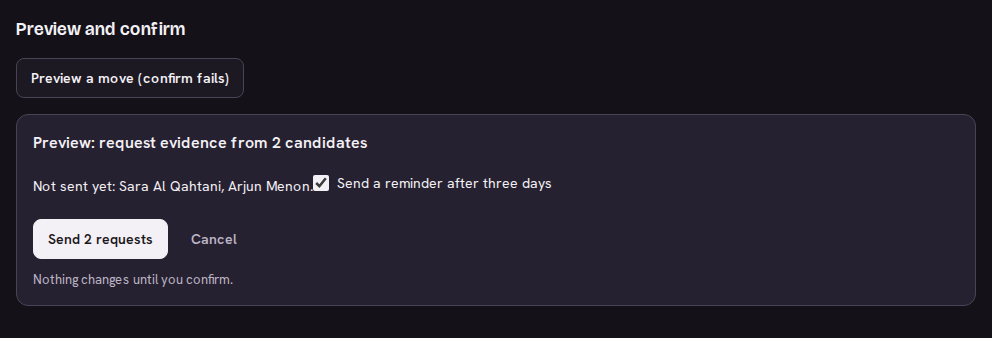 Preview and confirm
Preview a move (confirm fails)
Preview: request evidence from 2 candidates
Not sent yet: Sara Al Qahtani, Arjun Menon. Send a reminder after three days
Send 2 requests Cancel
Nothing changes until you confirm.